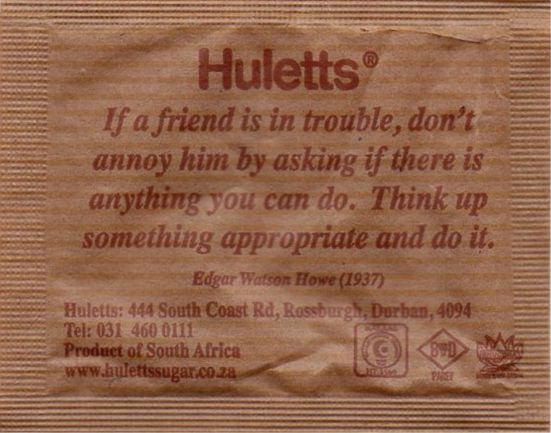 Huletts®
If a friend is in trouble, don't
annoy him by asking if there is
anything you can do. Think up
something appropriate and do it.
Edgar Watson Howe (1937)
Huletts: 444 South Coast Rd, Rossburgh, Durban, 4094
Tel: 031 460 0111
Product of South Africa
www.hulettssugar.co.za
BD
PAREV